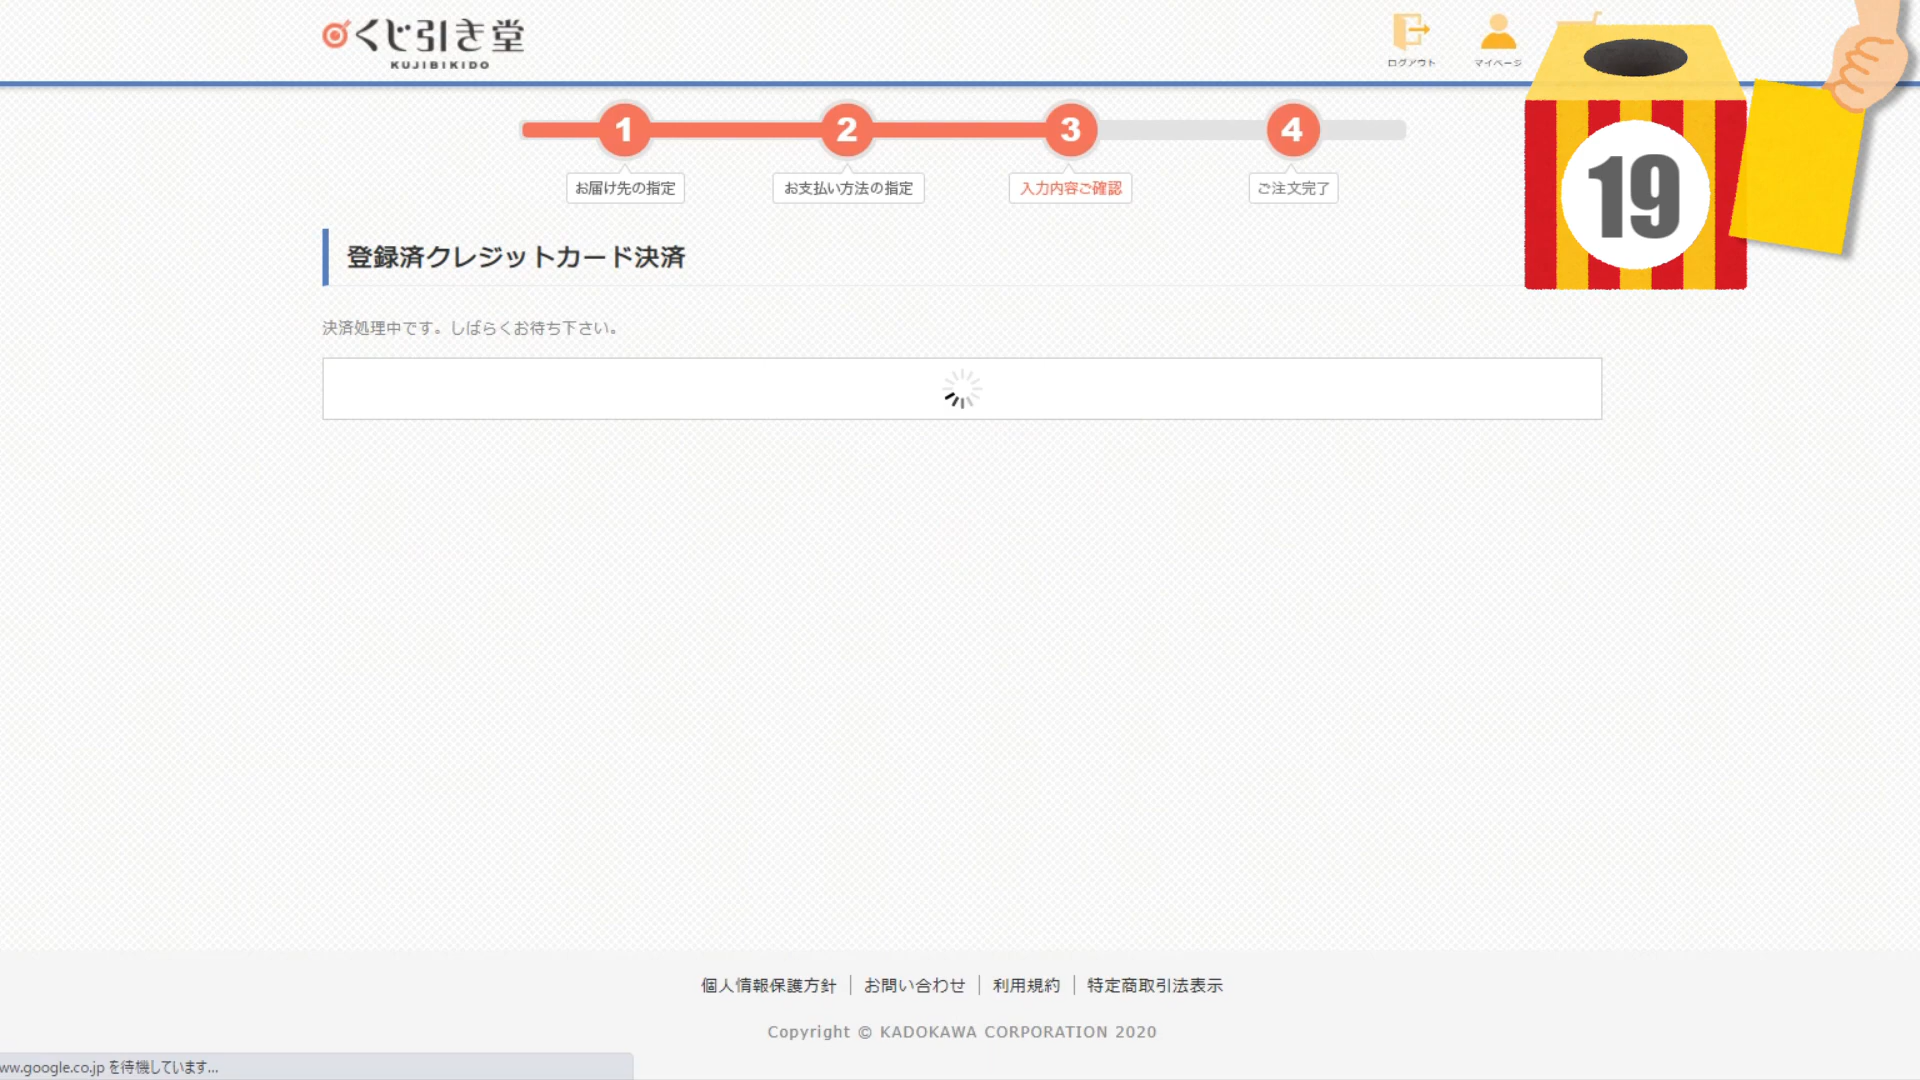 くじ引き堂
KUJIBIKIDO
ログアウト
マイページ
19
1
2
3
4
お届け先の指定
お支払い方法の指定
入力内容ご確認
ご注文完了
登録済クレジットカード決済
決済処理中です。しばらくお待ち下さい。
個人情報保護方針
お問い合わせ
利用規約
特定商取引法表示
Copyright © KADOKAWA CORPORATION 2020
ww.google.co.jp を待機しています...